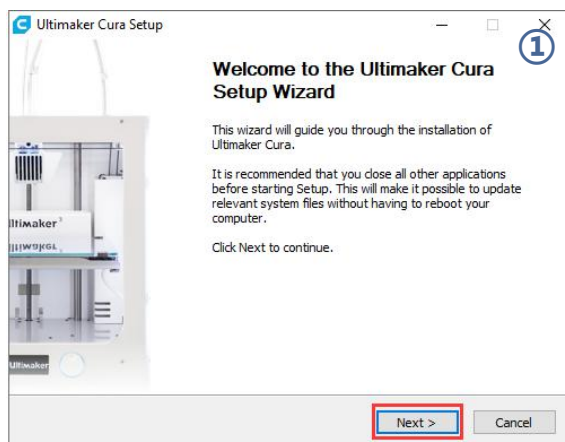 Ultimaker Cura Setup
①
Welcome to the Ultimaker Cura
Setup Wizard
This wizard will guide you through the installation of
Ultimaker Cura.
It is recommended that you close all other applications
before starting Setup. This will make it possible to update
relevant system files without having to reboot your
computer.
Click Next to continue.
ltimaker³
Ultimaker
Next >
Cancel